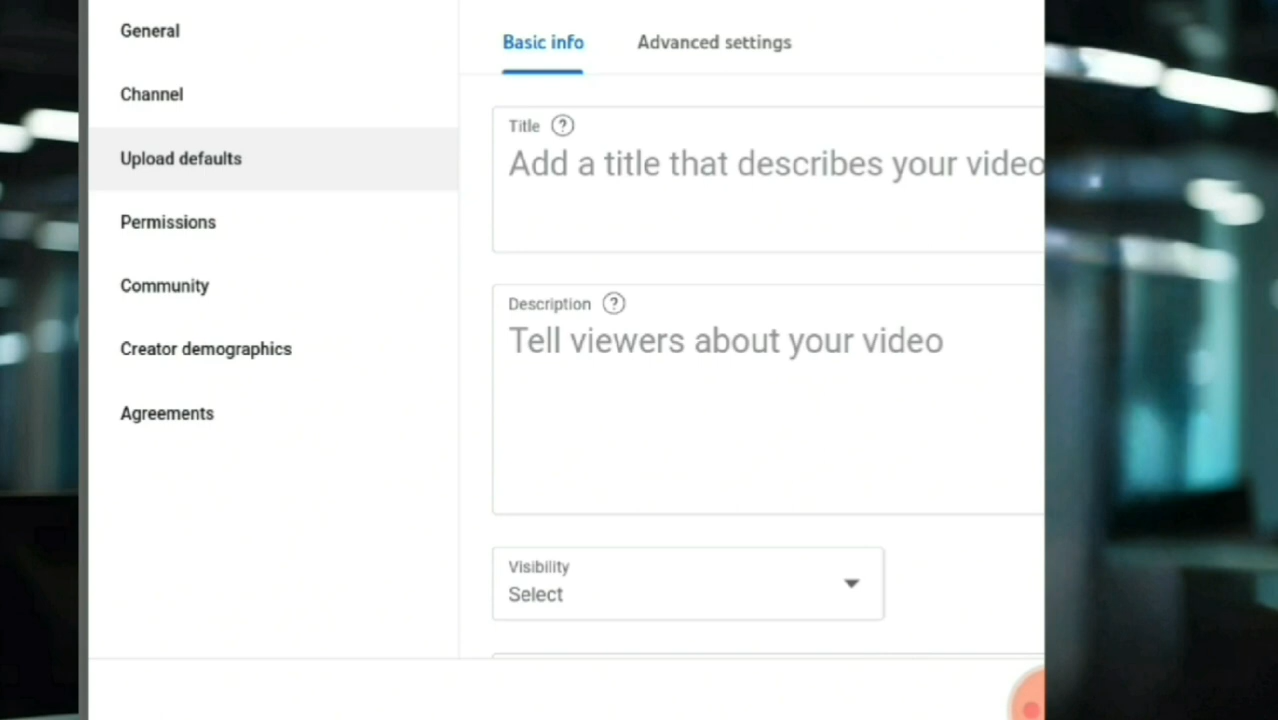 General
Channel
Upload defaults
Permissions
Community
Creator demographics
Agreements
Basic info
Advanced settings
Title ?
Add a title that describes your video
Description ?
Tell viewers about your video
Visibility
Select